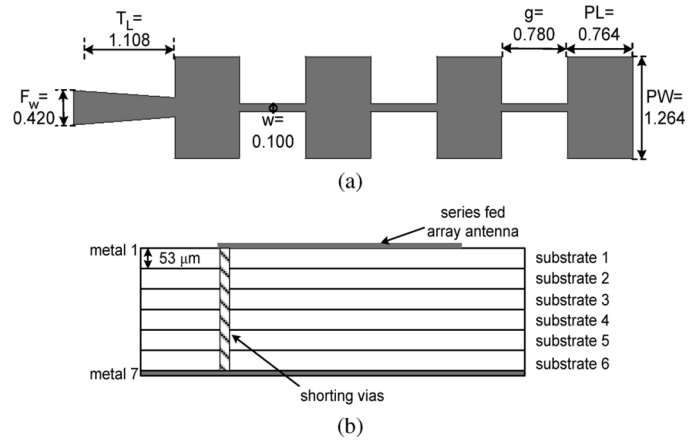 T_L=
1.108
g=
0.780
PL=
0.764
F_w=
0.420
w=
0.100
PW=
1.264
(a)
series fed
array antenna
metal 1
53 μm
substrate 1
substrate 2
substrate 3
substrate 4
substrate 5
substrate 6
metal 7
shorting vias
(b)